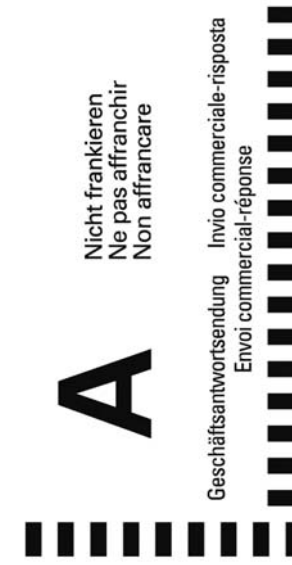 A
Nicht frankieren
Ne pas affranchir
Non affrancare
Geschäftsantwortsendung Invio commerciale-risposta
Envoi commercial-réponse